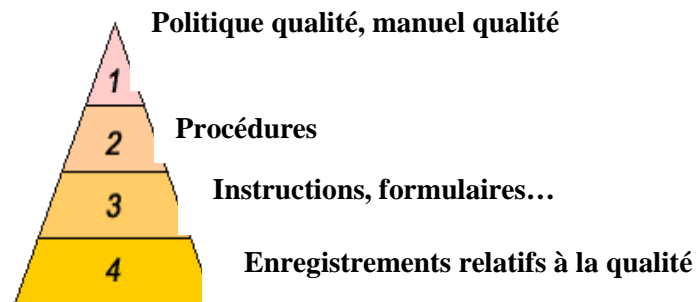 Politique qualité, manuel qualité
1
2
Procédures
3
Instructions, formulaires…
4
Enregistrements relatifs à la qualité